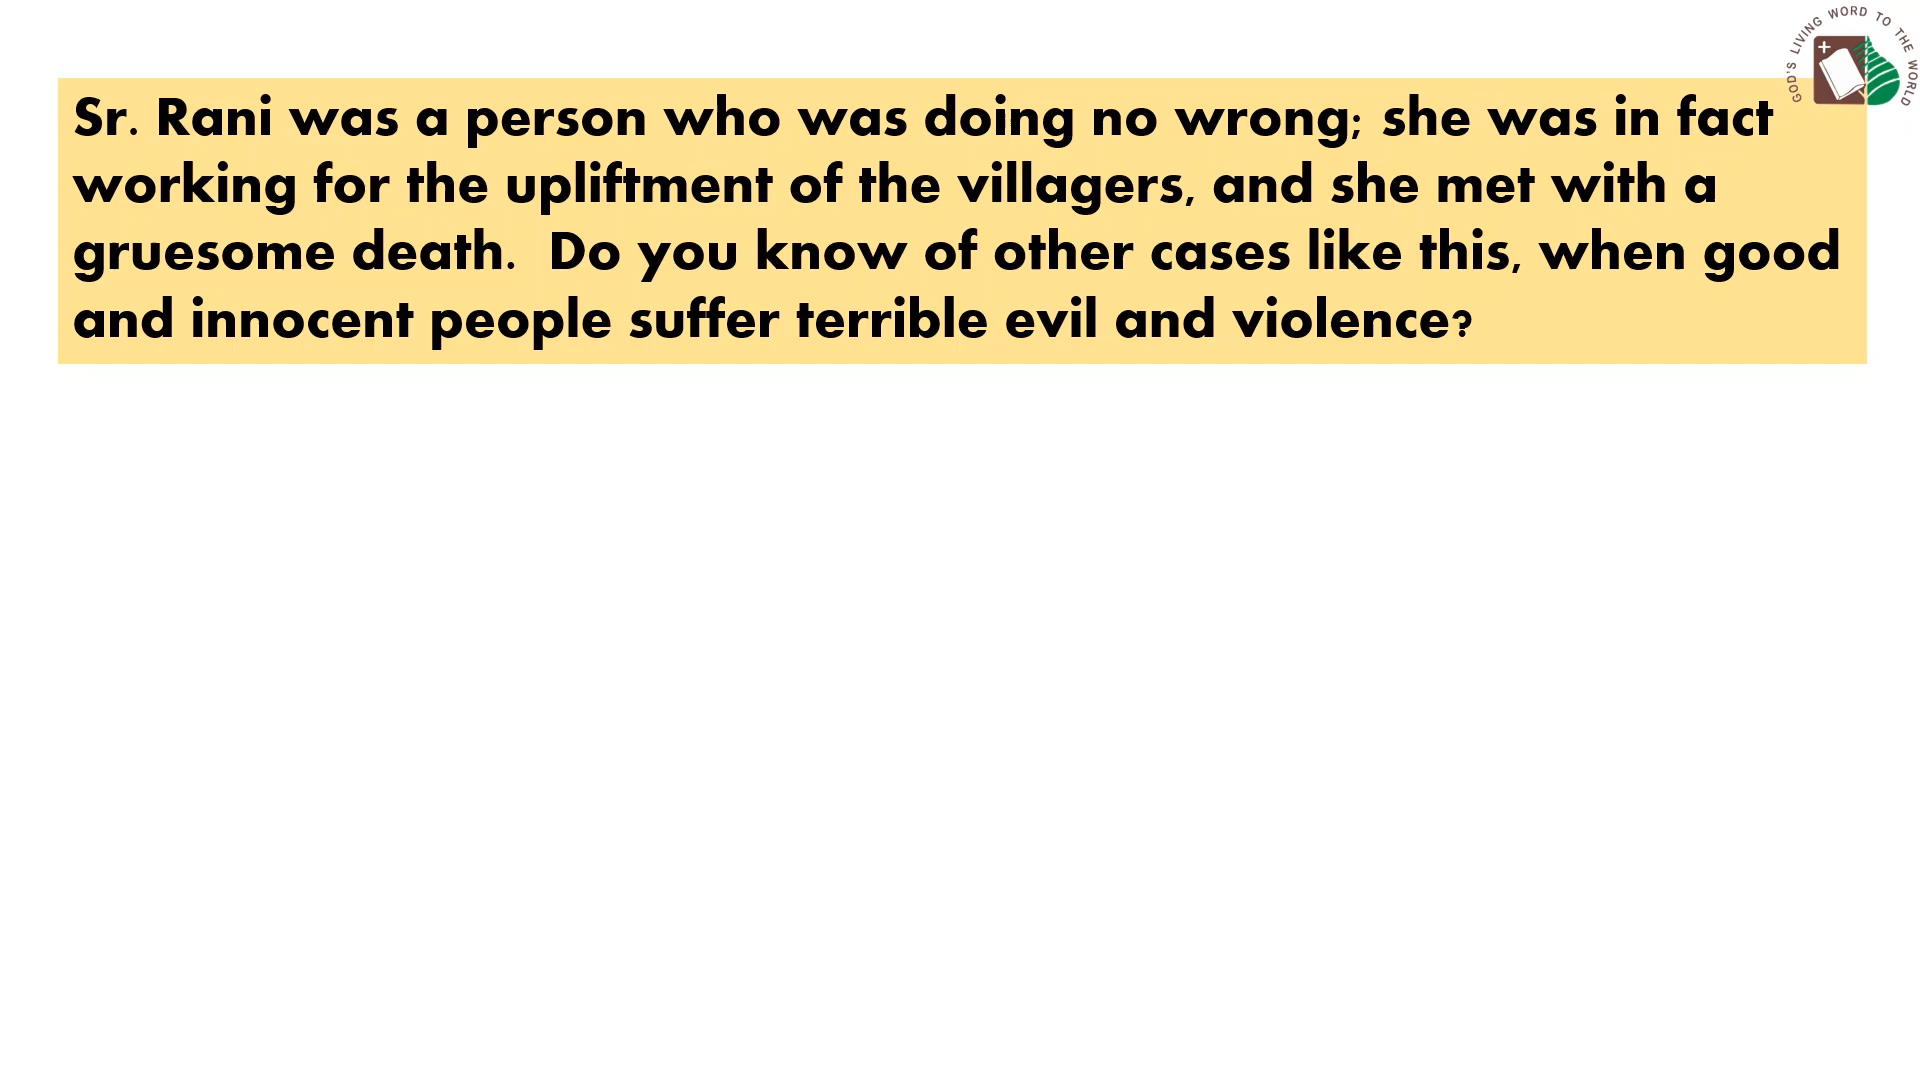 GOD'S LIVING WORD TO THE WORLD
Sr. Rani was a person who was doing no wrong; she was in fact
working for the upliftment of the villagers, and she met with a
gruesome death.  Do you know of other cases like this, when good
and innocent people suffer terrible evil and violence?